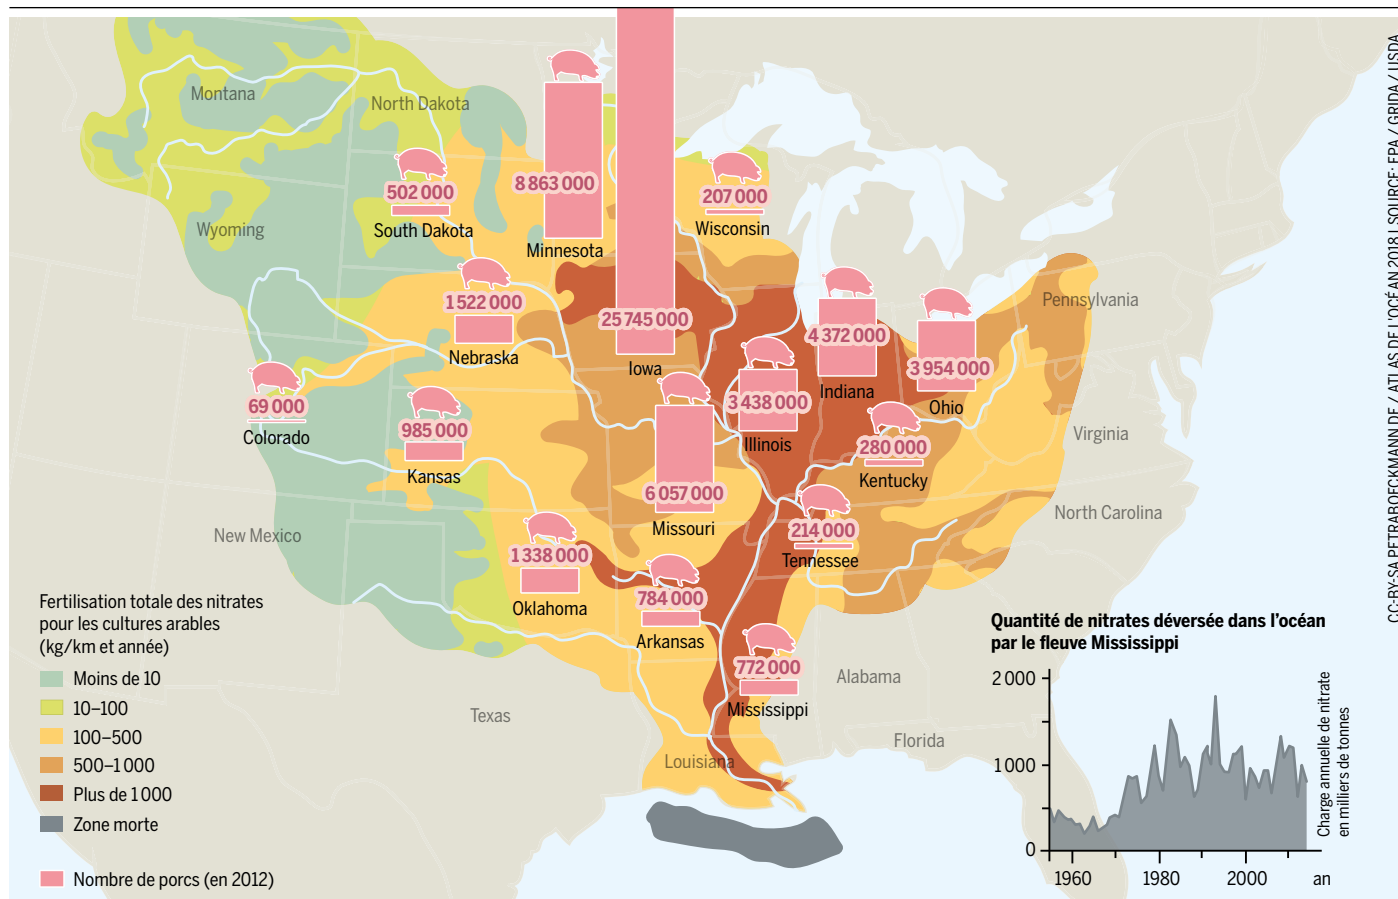 Montana
North Dakota
8 863 000
Minnesota
502 000
South Dakota
207 000
Wisconsin
Wyoming
1 522 000
Nebraska
25 745 000
Iowa
4 372 000
Indiana
3 954 000
Ohio
Pennsylvania
69 000
Colorado
985 000
Kansas
3 438 000
Illinois
280 000
Kentucky
Virginia
6 057 000
Missouri
New Mexico
North Carolina
214 000
Tennessee
1 338 000
Oklahoma
784 000
Arkansas
772 000
Mississippi
Alabama
Texas
Florida
Louisiana
Fertilisation totale des nitrates
pour les cultures arables
(kg/km et année)
Moins de 10
10–100
100–500
500–1 000
Plus de 1 000
Zone morte
Nombre de porcs (en 2012)
Quantité de nitrates déversée dans l’océan
par le fleuve Mississippi
2 000
1 000
0
1960
1980
2000
an
Charge annuelle de nitrate
en milliers de tonnes
CC-BY-SA PETRABOECKMANN.DE / ATLAS DE L’OCÉAN 2018 | SOURCE: EPA / GRIDA / USDA